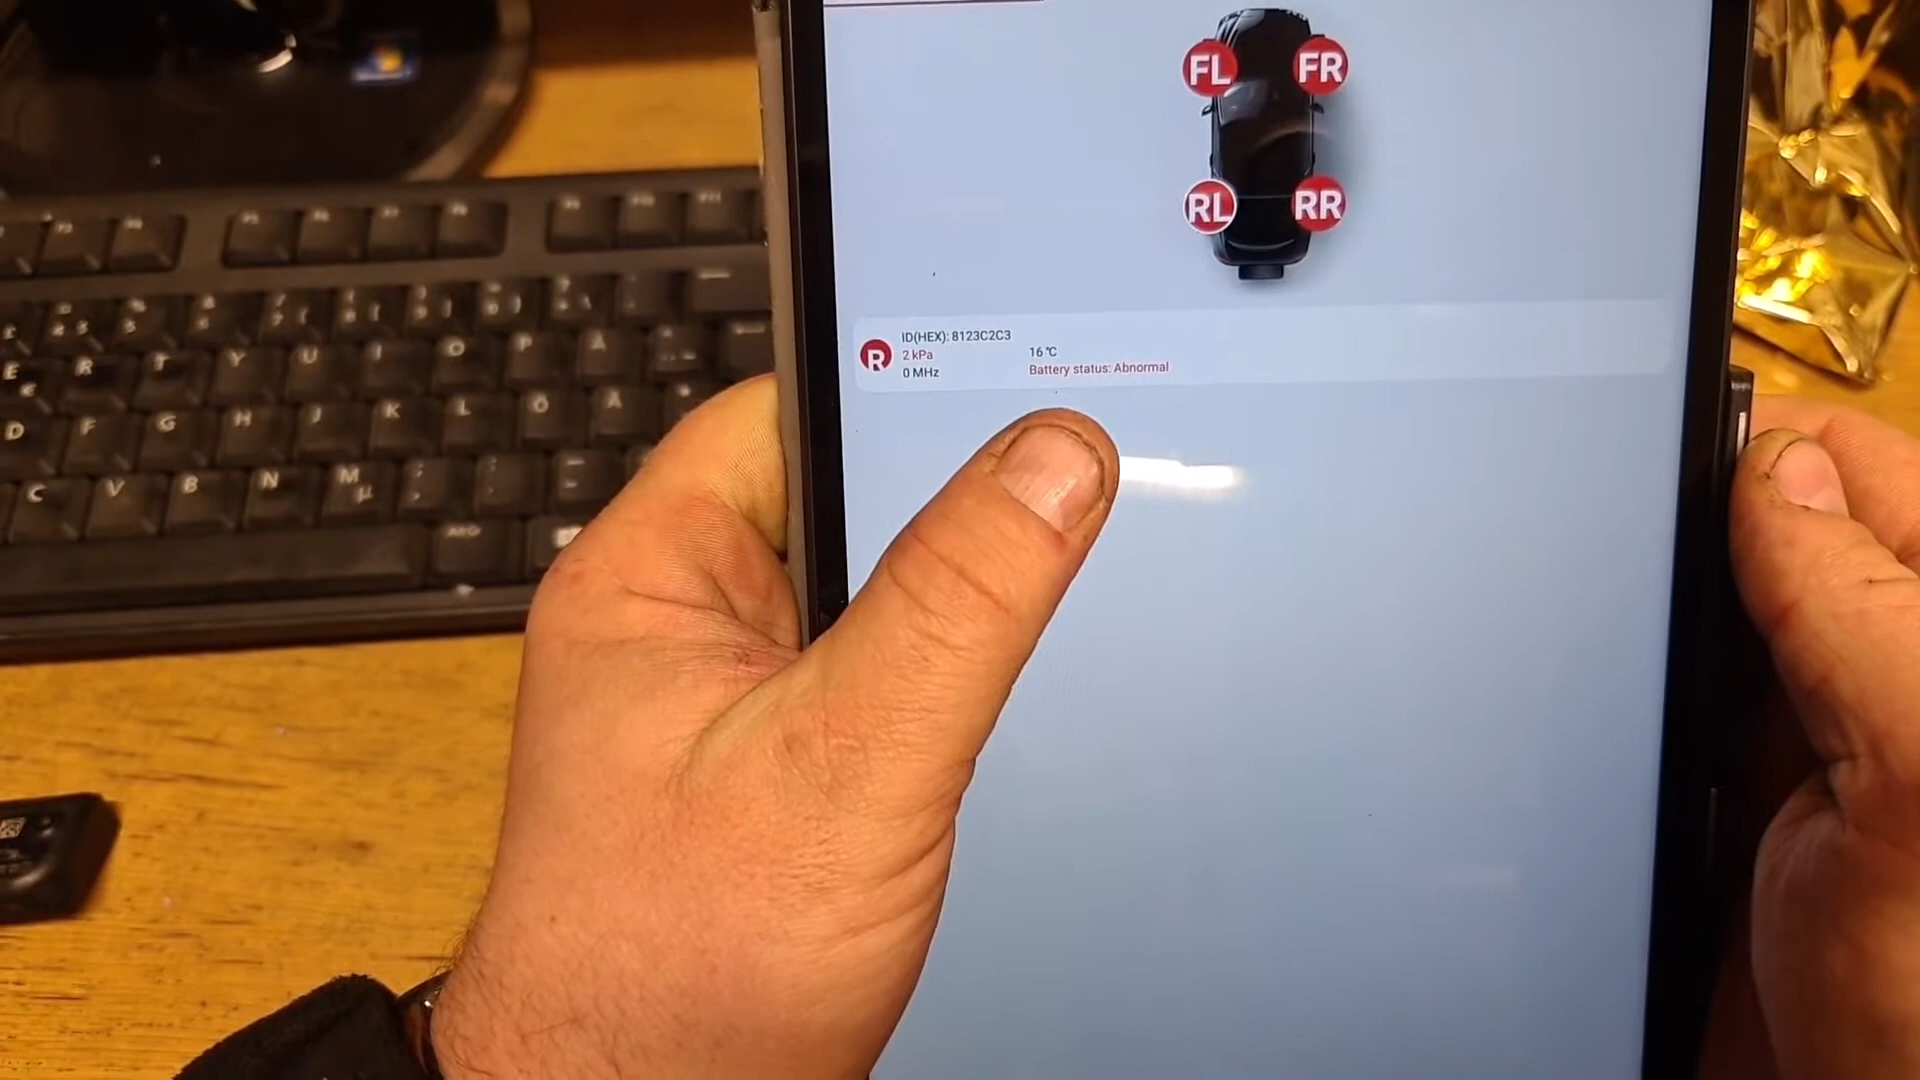 FL FR
RL RR
R
ID(HEX): 8123C2C3
2 kPa
16 °C
0 MHz
Battery status: Abnormal
E R T Y U I O P Å
€
D F G H J K L Ö Ä
C V B N M
µ